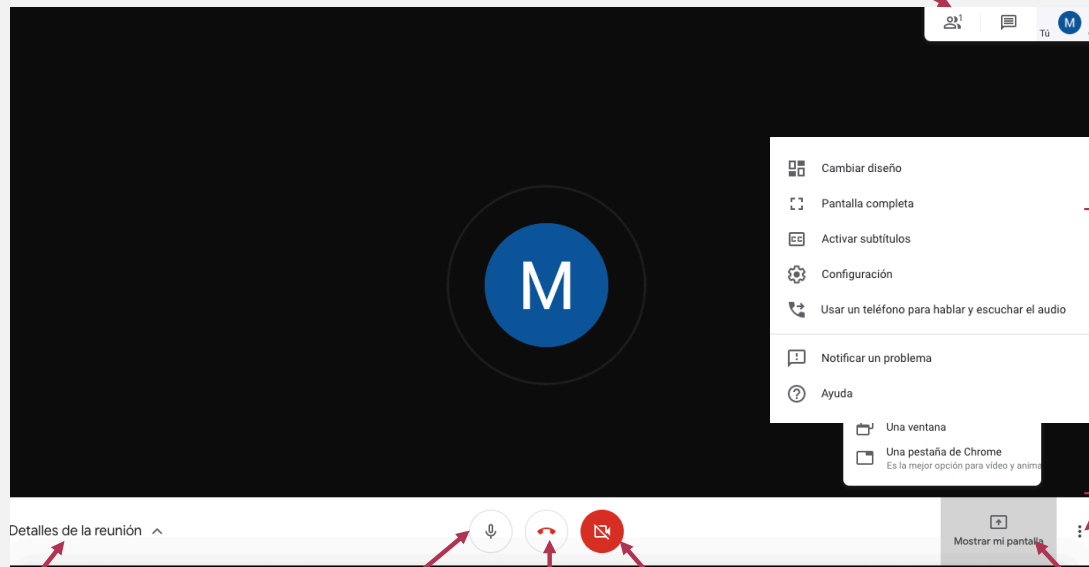 1
Tú
M
Cambiar diseño
Pantalla completa
Activar subtítulos
Configuración
Usar un teléfono para hablar y escuchar el audio
M
Notificar un problema
Ayuda
Una ventana
Una pestaña de Chrome
Es la mejor opción para vídeo y anima
Detalles de la reunión
Mostrar mi pantalla